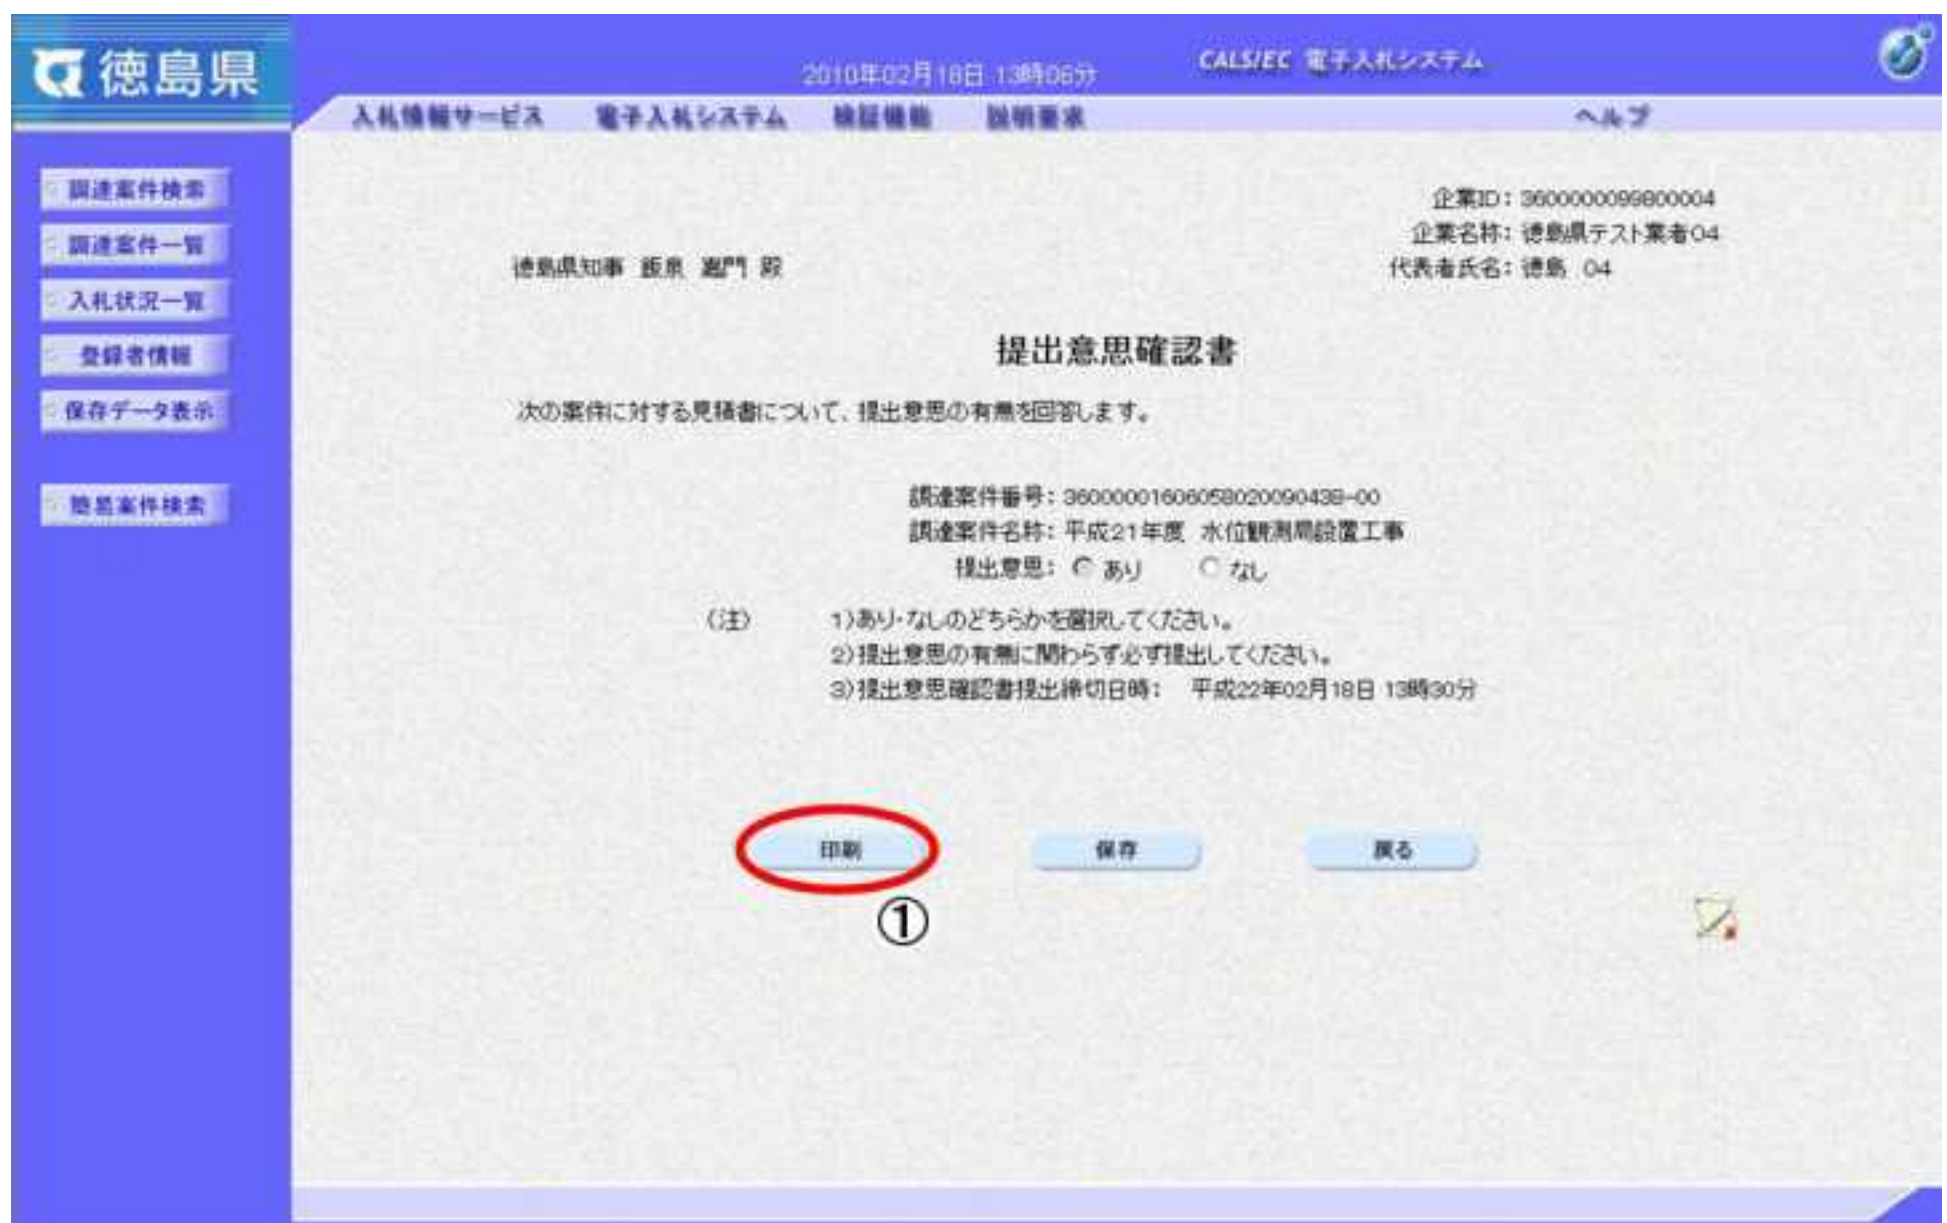 徳島県
2010年02月18日 13時06分
CALS/EC 電子入札システム
入札情報サービス 電子入札システム 検証機能 説明要求 ヘルプ
調達案件検索
調達案件一覧
入札状況一覧
登録者情報
保存データ表示
簡易案件検索
企業ID：3600000099800004
企業名称：徳島県テスト業者04
代表者氏名：徳島 04
徳島県知事 飯泉 嘉門 殿
提出意思確認書
次の案件に対する見積書について、提出意思の有無を回答します。
調達案件番号：360000016060580200904​38-00
調達案件名称：平成21年度 水位観測局設置工事
提出意思： あり なし
（注） 1)あり・なしのどちらかを選択してください。
2)提出意思の有無に関わらず必ず提出してください。
3)提出意思確認書提出締切日時： 平成22年02月18日 13時30分
印刷 保存 戻る
①